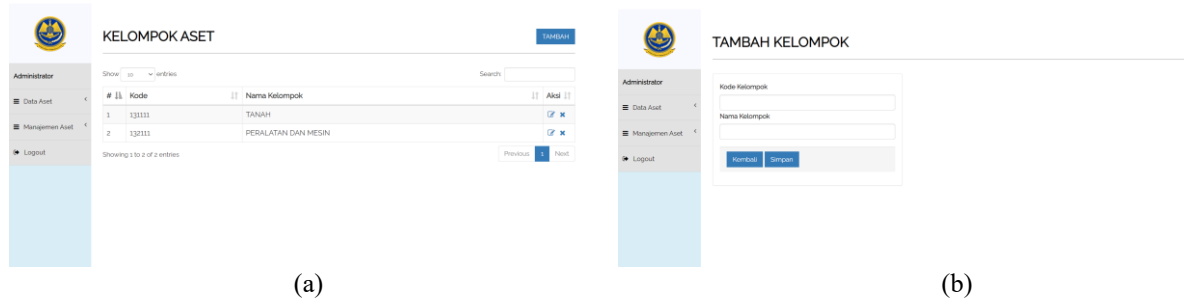 KELOMPOK ASET
TAMBAH
Administrator
Data Aset
Manajemen Aset
Logout
Show 10 entries
Search:
# Kode Nama Kelompok Aksi
1 131111 TANAH
2 132111 PERALATAN DAN MESIN
Showing 1 to 2 of 2 entries
Previous 1 Next
(a)
TAMBAH KELOMPOK
Administrator
Data Aset
Manajemen Aset
Logout
Kode Kelompok
Nama Kelompok
Kembali Simpan
(b)